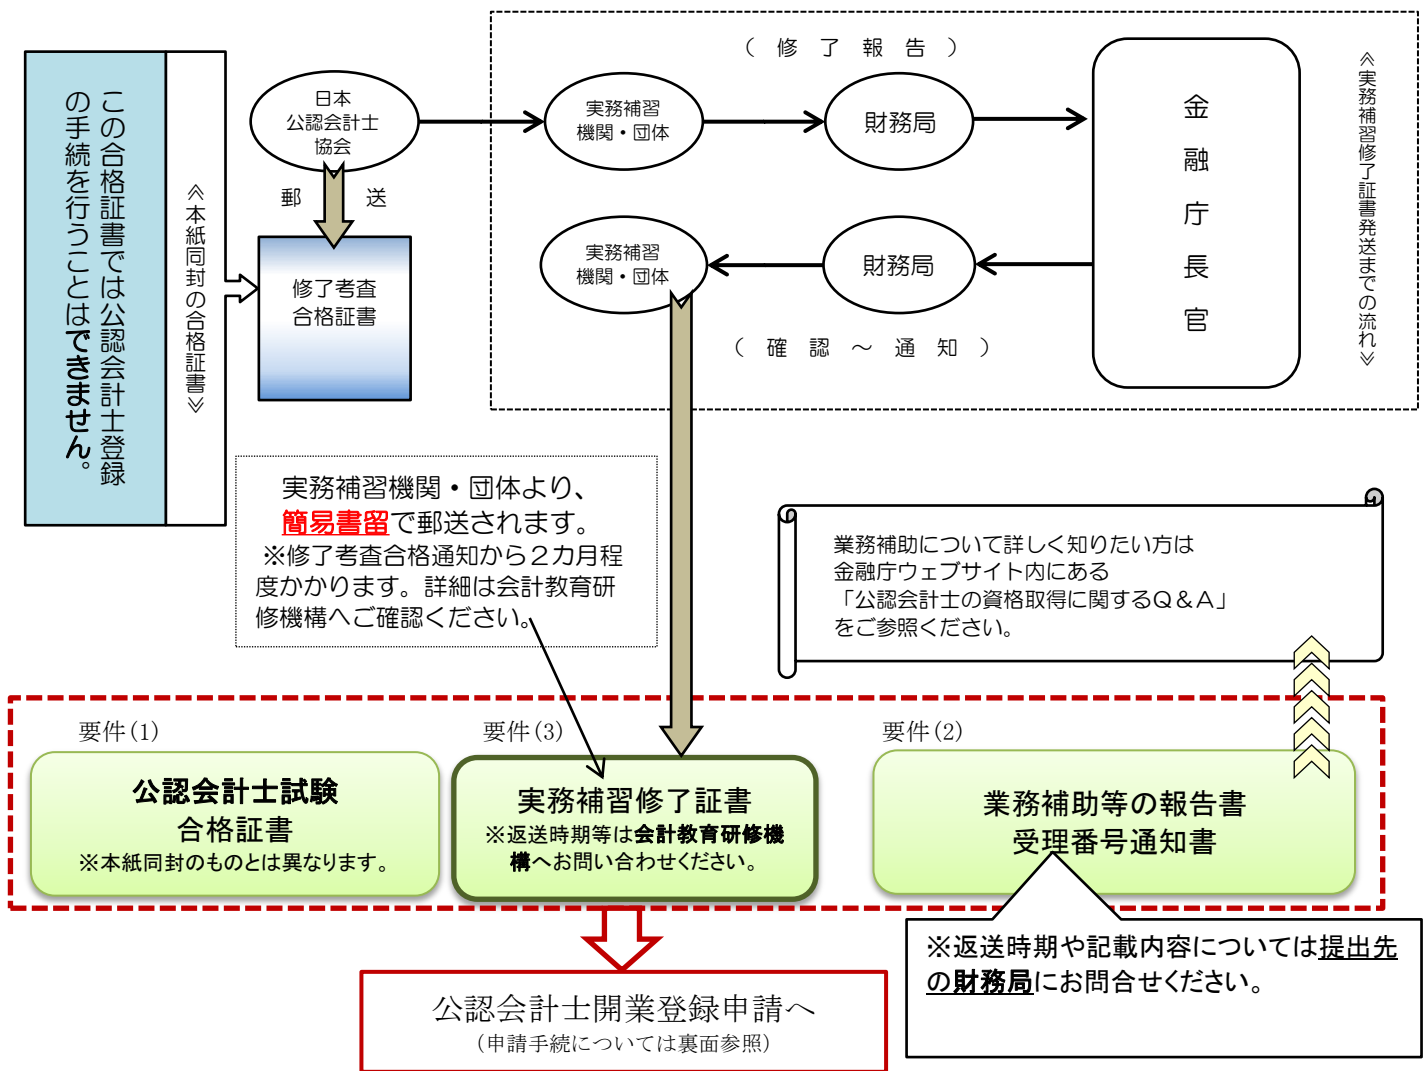 この合格証書では公認会計士登録
の手続を行うことはできません。
≪本紙同封の合格証書≫
日本
公認会計士
協会
郵　送
修了考査
合格証書
（　修　了　報　告　）
実務補習
機関・団体
財務局
金融庁長官
≪実務補習修了証書発送までの流れ≫
実務補習
機関・団体
財務局
（　確　認　～　通　知　）
実務補習機関・団体より、
簡易書留で郵送されます。
※修了考査合格通知から２カ月程
度かかります。詳細は会計教育研
修機構へご確認ください。
業務補助について詳しく知りたい方は
金融庁ウェブサイト内にある
「公認会計士の資格取得に関するＱ＆Ａ」
をご参照ください。
要件(1)
公認会計士試験
合格証書
※本紙同封のものとは異なります。
要件(3)
実務補習修了証書
※返送時期等は会計教育研修機
構へお問い合わせください。
要件(2)
業務補助等の報告書
受理番号通知書
※返送時期や記載内容については提出先
の財務局にお問合せください。
公認会計士開業登録申請へ
（申請手続については裏面参照）